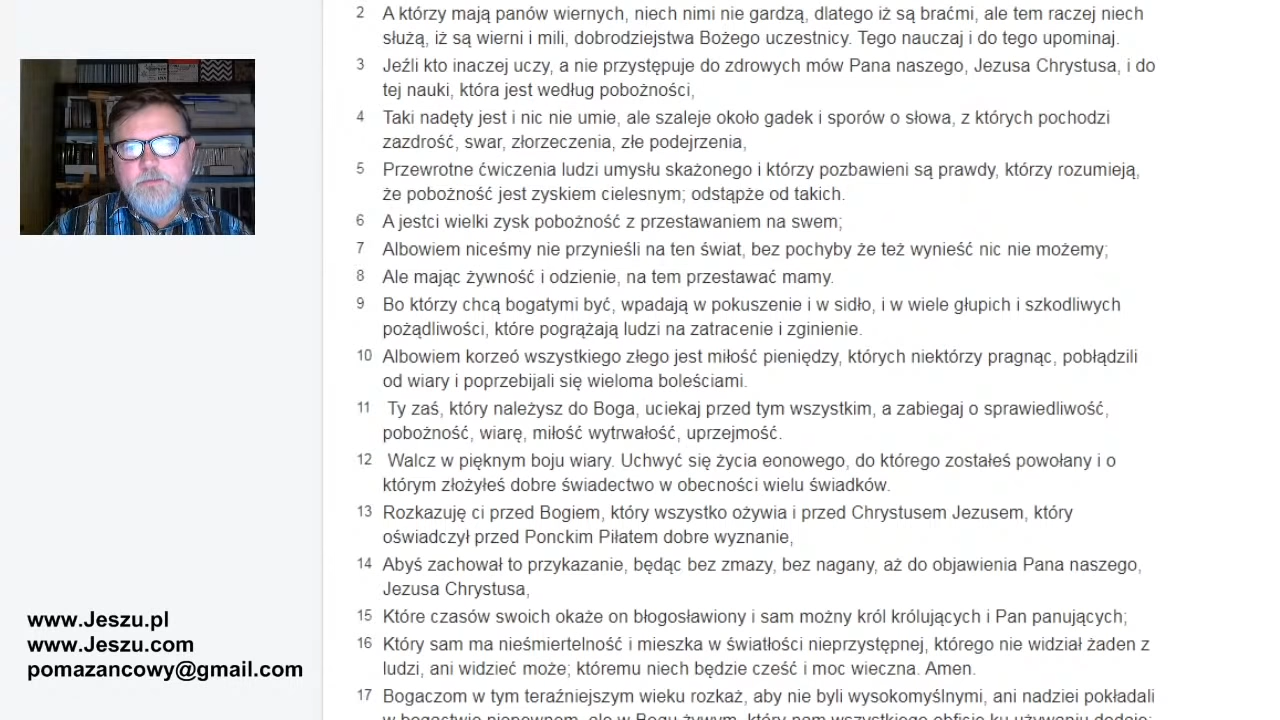 2 A którzy mają panów wiernych, niech nimi nie gardzą, dlatego iż są braćmi, ale tem raczej niech
służą, iż są wierni i mili, dobrodziejstwa Bożego uczestnicy. Tego nauczaj i do tego upominaj.
3 Jeźli kto inaczej uczy, a nie przystępuje do zdrowych mów Pana naszego, Jezusa Chrystusa, i do
tej nauki, która jest według pobożności,
4 Taki nadęty jest i nic nie umie, ale szaleje około gadek i sporów o słowa, z których pochodzi
zazdrość, swar, złorzeczenia, złe podejrzenia,
5 Przewrotne ćwiczenia ludzi umysłu skażonego i którzy pozbawieni są prawdy, którzy rozumieją,
że pobożność jest zyskiem cielesnym; odstąpże od takich.
6 A jestci wielki zysk pobożność z przestawaniem na swem;
7 Albowiem niceśmy nie przynieśli na ten świat, bez pochyby że też wynieść nic nie możemy;
8 Ale mając żywność i odzienie, na tem przestawać mamy.
9 Bo którzy chcą bogatymi być, wpadają w pokuszenie i w sidło, i w wiele głupich i szkodliwych
pożądliwości, które pogrążają ludzi na zatracenie i zginienie.
10 Albowiem korzeó wszystkiego złego jest miłość pieniędzy, których niektórzy pragnąc, pobłądzili
od wiary i poprzebijali się wieloma boleściami.
11 Ty zaś, który należysz do Boga, uciekaj przed tym wszystkim, a zabiegaj o sprawiedliwość,
pobożność, wiarę, miłość wytrwałość, uprzejmość.
12 Walcz w pięknym boju wiary. Uchwyć się życia eonowego, do którego zostałeś powołany i o
którym złożyłeś dobre świadectwo w obecności wielu świadków.
13 Rozkazuję ci przed Bogiem, który wszystko ożywia i przed Chrystusem Jezusem, który
oświadczył przed Ponckim Piłatem dobre wyznanie,
14 Abyś zachował to przykazanie, będąc bez zmazy, bez nagany, aż do objawienia Pana naszego,
Jezusa Chrystusa,
15 Które czasów swoich okaże on błogosławiony i sam możny król królujących i Pan panujących;
16 Który sam ma nieśmiertelność i mieszka w światłości nieprzystępnej, którego nie widział żaden z
ludzi, ani widzieć może; któremu niech będzie cześć i moc wieczna. Amen.
17 Bogaczom w tym teraźniejszym wieku rozkaż, aby nie byli wysokomyślnymi, ani nadziei pokładali
www.Jeszu.pl
www.Jeszu.com
pomazancowy@gmail.com